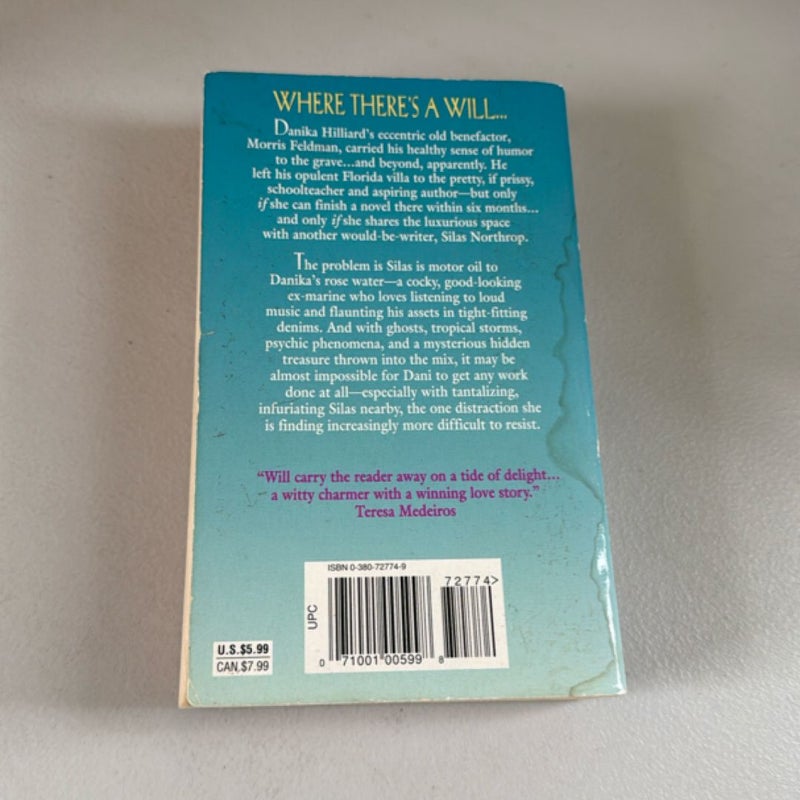 WHERE THERE'S A WILL...
Danika Hilliard's eccentric old benefactor,
Morris Feldman, carried his healthy sense of humor
to the grave...and beyond, apparently. He
left his opulent Florida villa to the pretty, if prissy,
schoolteacher and aspiring author—but only
if she can finish a novel there within six months...
and only if she shares the luxurious space
with another would-be-writer, Silas Northrop.
The problem is Silas is motor oil to
Danika's rose water—a cocky, good-looking
ex-marine who loves listening to loud
music and flaunting his assets in tight-fitting
denims. And with ghosts, tropical storms,
psychic phenomena, and a mysterious hidden
treasure thrown into the mix, it may be
almost impossible for Dani to get any work
done at all—especially with tantalizing,
infuriating Silas nearby, the one distraction she
is finding increasingly more difficult to resist.
"Will carry the reader away on a tide of delight...
a witty charmer with a winning love story."
Teresa Medeiros
ISBN 0-380-72774-9
72774>
UPC
0 71001 00599 8
U.S.$5.99
CAN.$7.99